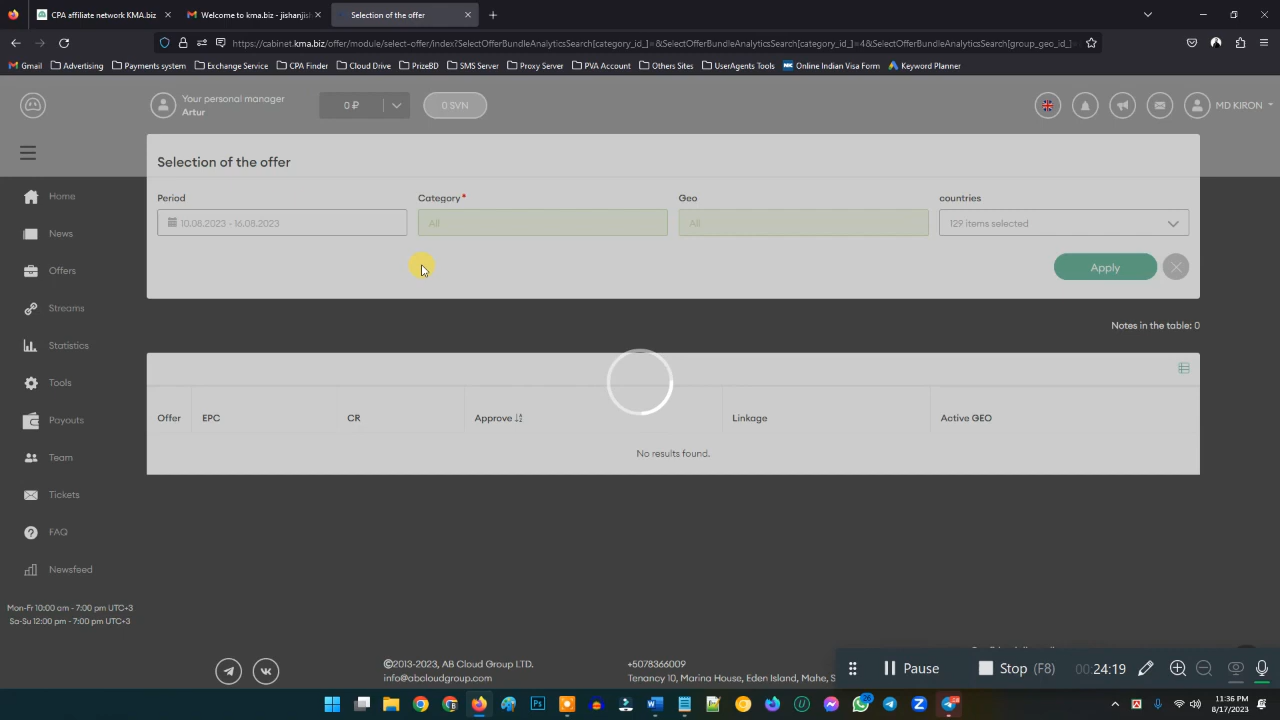 CPA affiliate network KMA.biz
Welcome to kma.biz - jishanjish
Selection of the offer
https://cabinet.kma.biz/offer/module/select-offer/index?SelectOfferBundleAnalyticsSearch[category_id_]=&SelectOfferBundleAnalyticsSearch[category_id_]=4&SelectOfferBundleAnalyticsSearch[group_geo_id_]=
Gmail
Advertising
Payments system
Exchange Service
CPA Finder
Cloud Drive
PrizeBD
SMS Server
Proxy Server
PVA Account
Others Sites
UserAgents Tools
Online Indian Visa Form
Keyword Planner
Your personal manager
Artur
0 ₽
0 SVN
MD KIRON
Selection of the offer
Period
Category*
Geo
countries
10.08.2023 - 16.08.2023
All
All
129 items selected
Apply
Home
News
Offers
Streams
Statistics
Tools
Payouts
Team
Tickets
FAQ
Newsfeed
Mon-Fr 10:00 am - 7:00 pm UTC+3
Sa-Su 12:00 pm - 7:00 pm UTC+3
Notes in the table: 0
Offer
EPC
CR
Approve
Linkage
Active GEO
No results found.
©2013-2023, AB Cloud Group LTD.
info@abcloudgroup.com
+5078366009
Tenancy 10, Marina House, Eden Island, Mahe, S
Pause
Stop (F8)
00:24:19
11:36 PM
8/17/2023